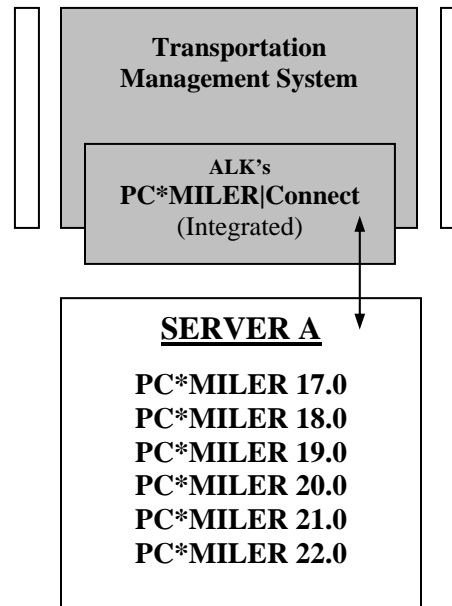 Transportation
Management System
ALK's
PC*MILER|Connect
(Integrated)
SERVER A
PC*MILER 17.0
PC*MILER 18.0
PC*MILER 19.0
PC*MILER 20.0
PC*MILER 21.0
PC*MILER 22.0